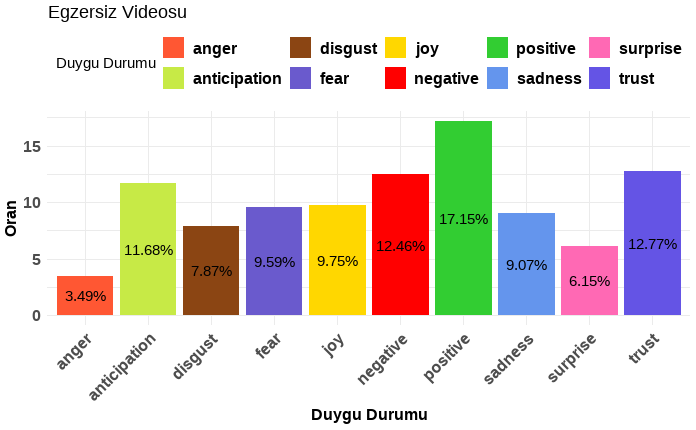 Egzersiz Videosu
Duygu Durumu
anger disgust joy positive surprise
anticipation fear negative sadness trust
Oran
15
10
5
0
3.49% 11.68% 7.87% 9.59% 9.75% 12.46% 17.15% 9.07% 6.15% 12.77%
anger anticipation disgust fear joy negative positive sadness surprise trust
Duygu Durumu